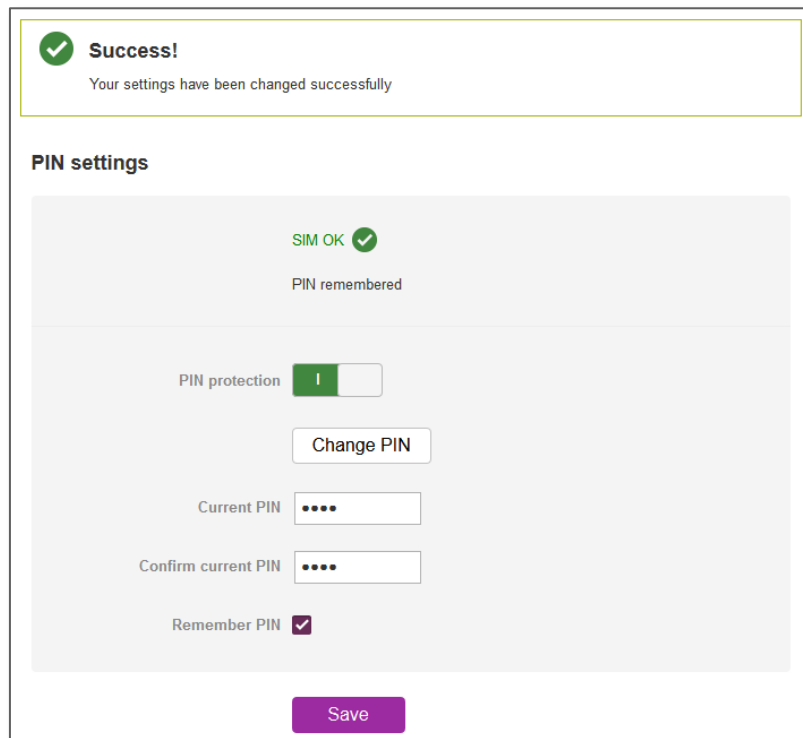 Success!
Your settings have been changed successfully
PIN settings
SIM OK
PIN remembered
PIN protection I
Change PIN
Current PIN ••••
Confirm current PIN ••••
Remember PIN
Save